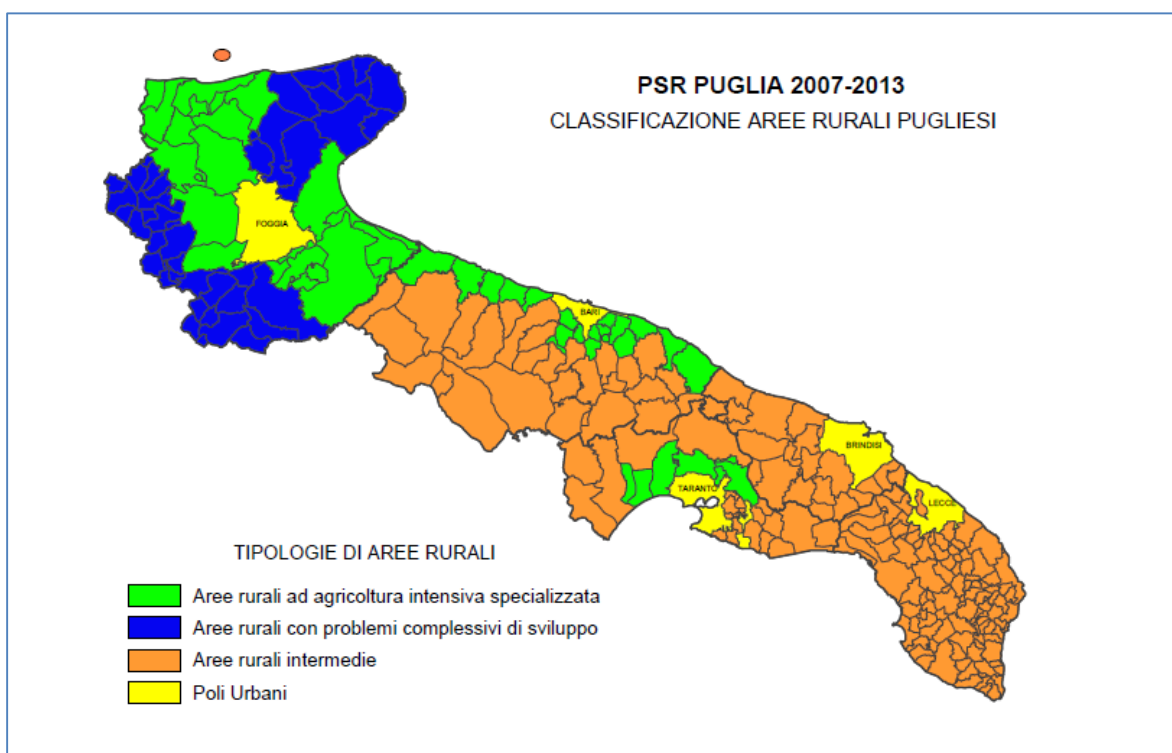 PSR PUGLIA 2007-2013
CLASSIFICAZIONE AREE RURALI PUGLIESI
FOGGIA
BARI
BRINDISI
TARANTO
LECCE
TIPOLOGIE DI AREE RURALI
Aree rurali ad agricoltura intensiva specializzata
Aree rurali con problemi complessivi di sviluppo
Aree rurali intermedie
Poli Urbani